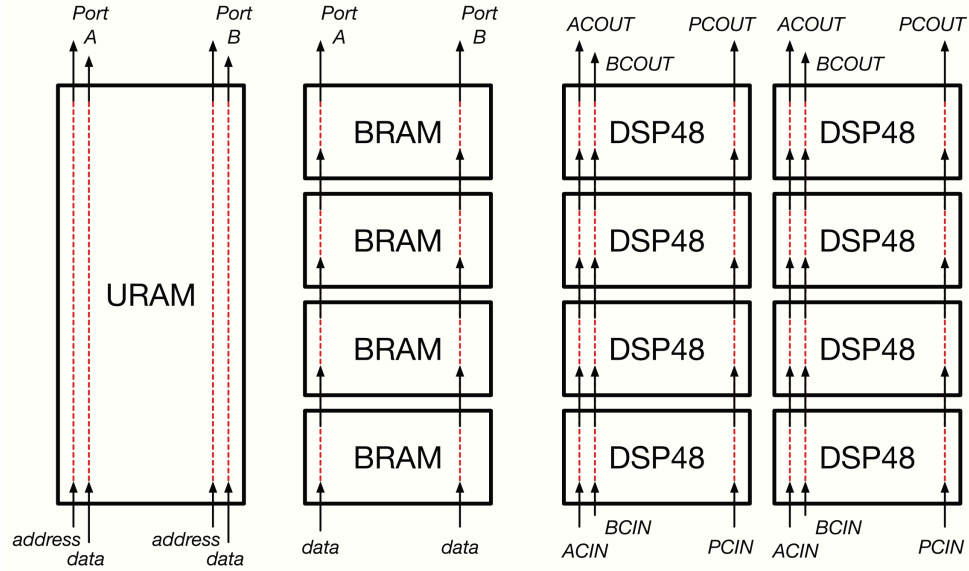 Port
A
Port
B
Port
A
Port
B
ACOUT
BCOUT
PCOUT
ACOUT
BCOUT
PCOUT
URAM
BRAM
BRAM
BRAM
BRAM
DSP48
DSP48
DSP48
DSP48
DSP48
DSP48
DSP48
DSP48
address
data
address
data
data
data
ACIN
BCIN
PCIN
ACIN
BCIN
PCIN